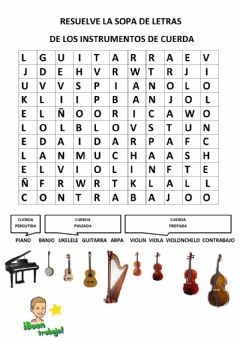 RESUELVE LA SOPA DE LETRAS
DE LOS INSTRUMENTOS DE CUERDA
L G U I T A R R A E V
J D E H V R W T R J I
U V V S P I A N O L O
K L I I P B A N J O L
E L Ñ O O R I C A W O
L O L B L O V S T U N
E D A I D A R P A F C
L A N M U C H A A S H
E L V I O L I N F T E
Ñ F R W R T K L A L L
C O N T R A B A J O O
CUERDA PERCUTIDA
CUERDA PULSADA
CUERDA FROTADA
PIANO BANJO UKELELE GUITARRA ARPA VIOLIN VIOLA VIOLONCHELO CONTRABAJO
¡Buen trabajo!